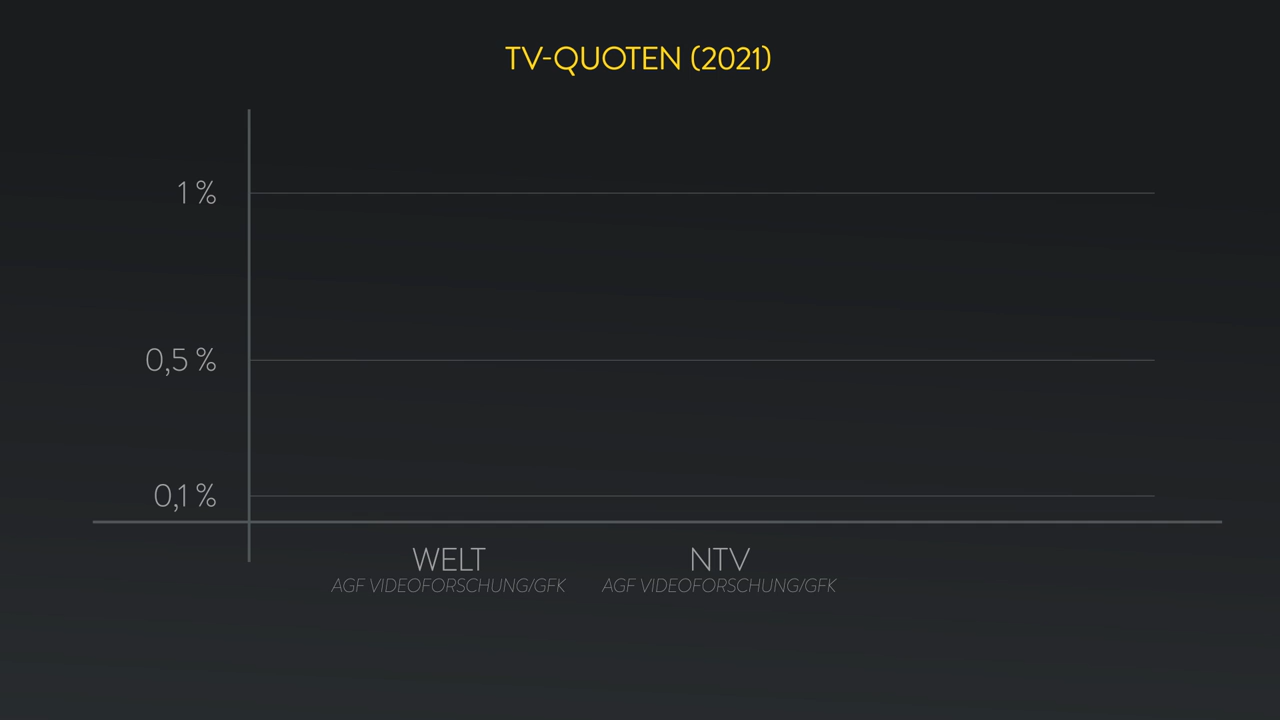 TV-QUOTEN (2021)
1 %
0,5 %
0,1 %
WELT
AGF VIDEOFORSCHUNG/GFK
NTV
AGF VIDEOFORSCHUNG/GFK